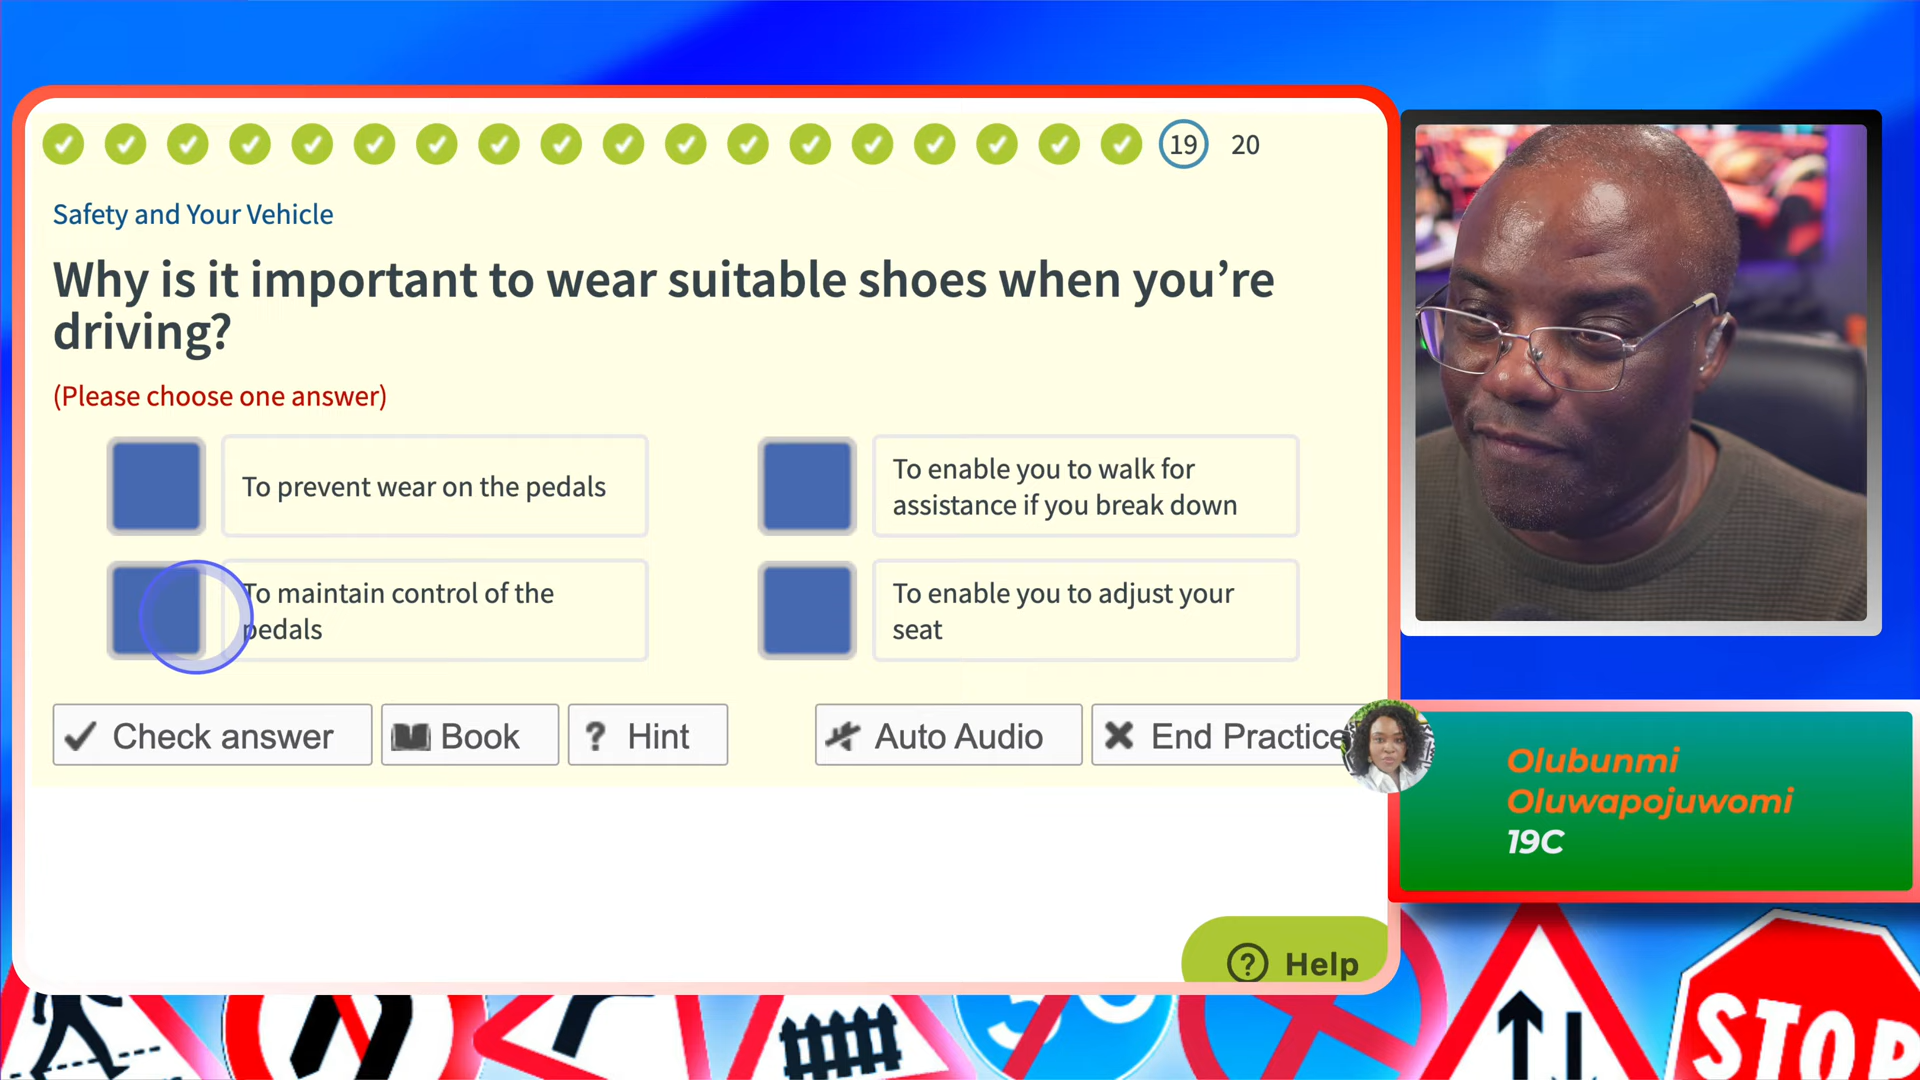 19 20
Safety and Your Vehicle
Why is it important to wear suitable shoes when you’re
driving?
(Please choose one answer)
To prevent wear on the pedals
To enable you to walk for
assistance if you break down
To maintain control of the
pedals
To enable you to adjust your
seat
Check answer
Book
? Hint
Auto Audio
End Practice
Olubunmi
Oluwapojuwomi
19C
? Help
STOP